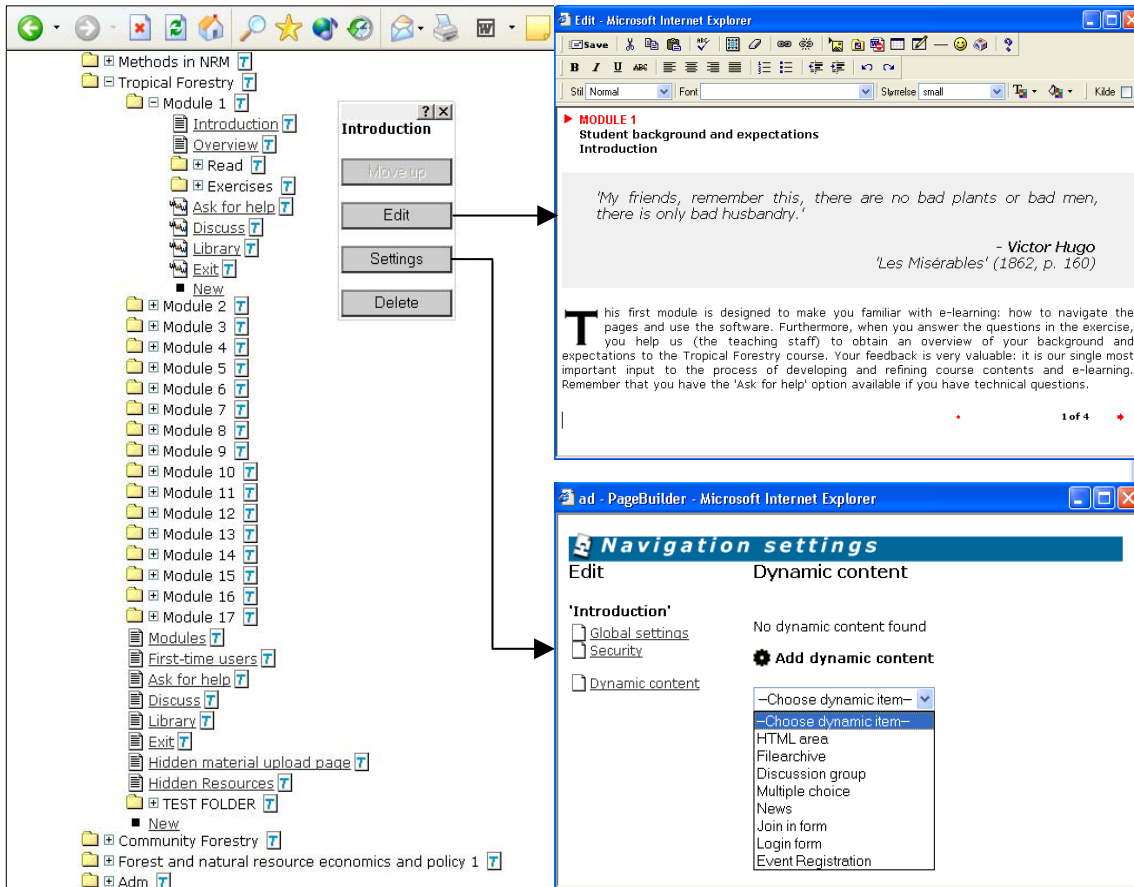 Methods in NRM T
Tropical Forestry T
Module 1 T
Introduction T
Overview T
Read T
Exercises T
Ask for help T
Discuss T
Library T
Exit T
New
Module 2 T
Module 3 T
Module 4 T
Module 5 T
Module 6 T
Module 7 T
Module 8 T
Module 9 T
Module 10 T
Module 11 T
Module 12 T
Module 13 T
Module 14 T
Module 15 T
Module 16 T
Module 17 T
Modules T
First-time users T
Ask for help T
Discuss T
Library T
Exit T
Hidden material upload page T
Hidden Resources T
TEST FOLDER T
New
Community Forestry T
Forest and natural resource economics and policy 1 T
Adm T
Introduction
Move up
Edit
Settings
Delete
Edit - Microsoft Internet Explorer
Save
B I U ABC
Stil Normal Font Størrelse small Kilde
MODULE 1
Student background and expectations
Introduction
'My friends, remember this, there are no bad plants or bad men,
there is only bad husbandry.'
- Victor Hugo
'Les Misérables' (1862, p. 160)
This first module is designed to make you familiar with e-learning: how to navigate the
pages and use the software. Furthermore, when you answer the questions in the exercise,
you help us (the teaching staff) to obtain an overview of your background and
expectations to the Tropical Forestry course. Your feedback is very valuable: it is our single most
important input to the process of developing and refining course contents and e-learning.
Remember that you have the 'Ask for help' option available if you have technical questions.
1 of 4
ad - PageBuilder - Microsoft Internet Explorer
Navigation settings
Edit
'Introduction'
Global settings
Security
Dynamic content
Dynamic content
No dynamic content found
Add dynamic content
--Choose dynamic item--
--Choose dynamic item--
HTML area
Filearchive
Discussion group
Multiple choice
News
Join in form
Login form
Event Registration